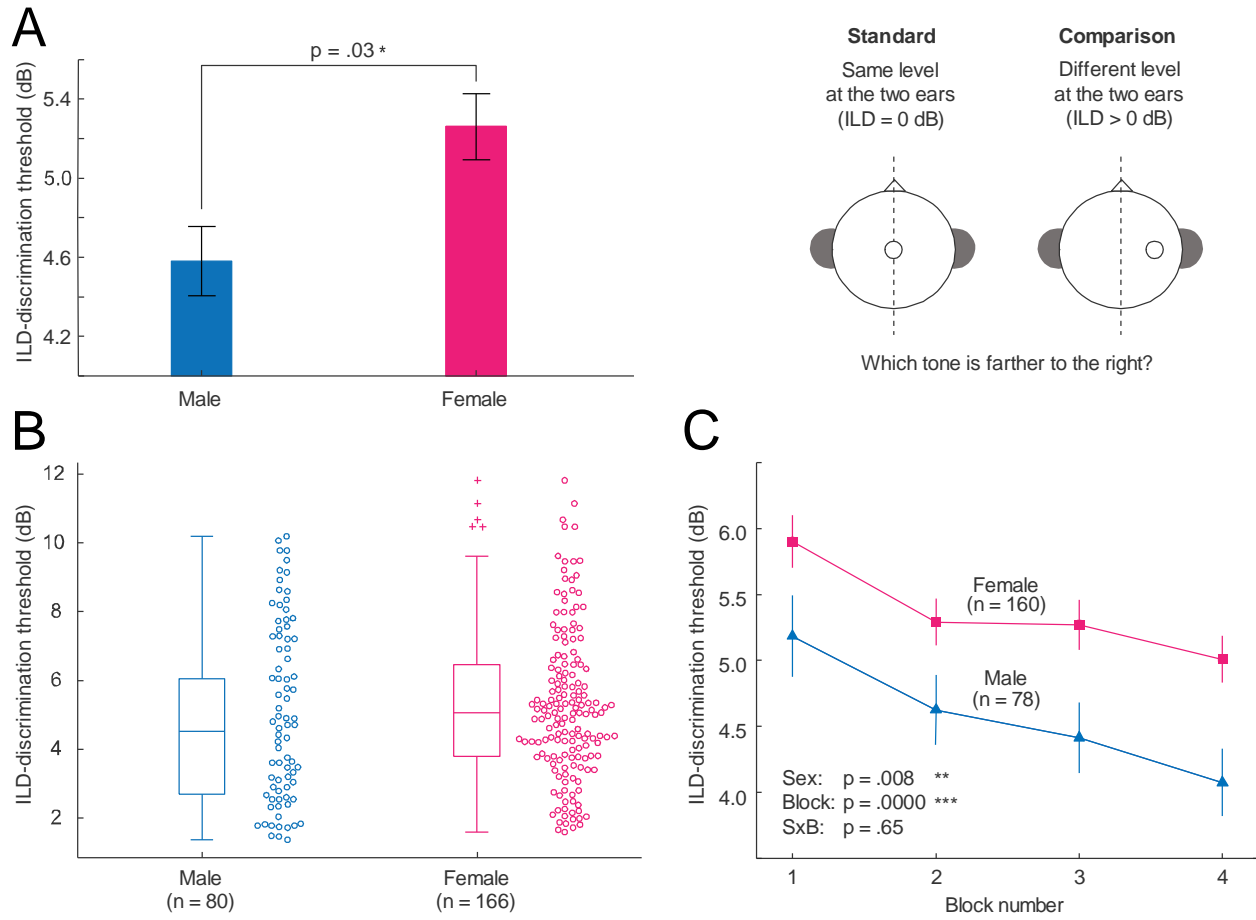 A
p = .03 *
ILD-discrimination threshold (dB)
5.4
5.0
4.6
4.2
Male
Female
Standard
Same level
at the two ears
(ILD = 0 dB)
Comparison
Different level
at the two ears
(ILD > 0 dB)
Which tone is farther to the right?
B
ILD-discrimination threshold (dB)
12
10
8
6
4
2
Male
(n = 80)
Female
(n = 166)
C
ILD-discrimination threshold (dB)
6.0
5.5
5.0
4.5
4.0
Female
(n = 160)
Male
(n = 78)
Sex: p = .008 **
Block: p = .0000 ***
SxB: p = .65
1
2
3
4
Block number